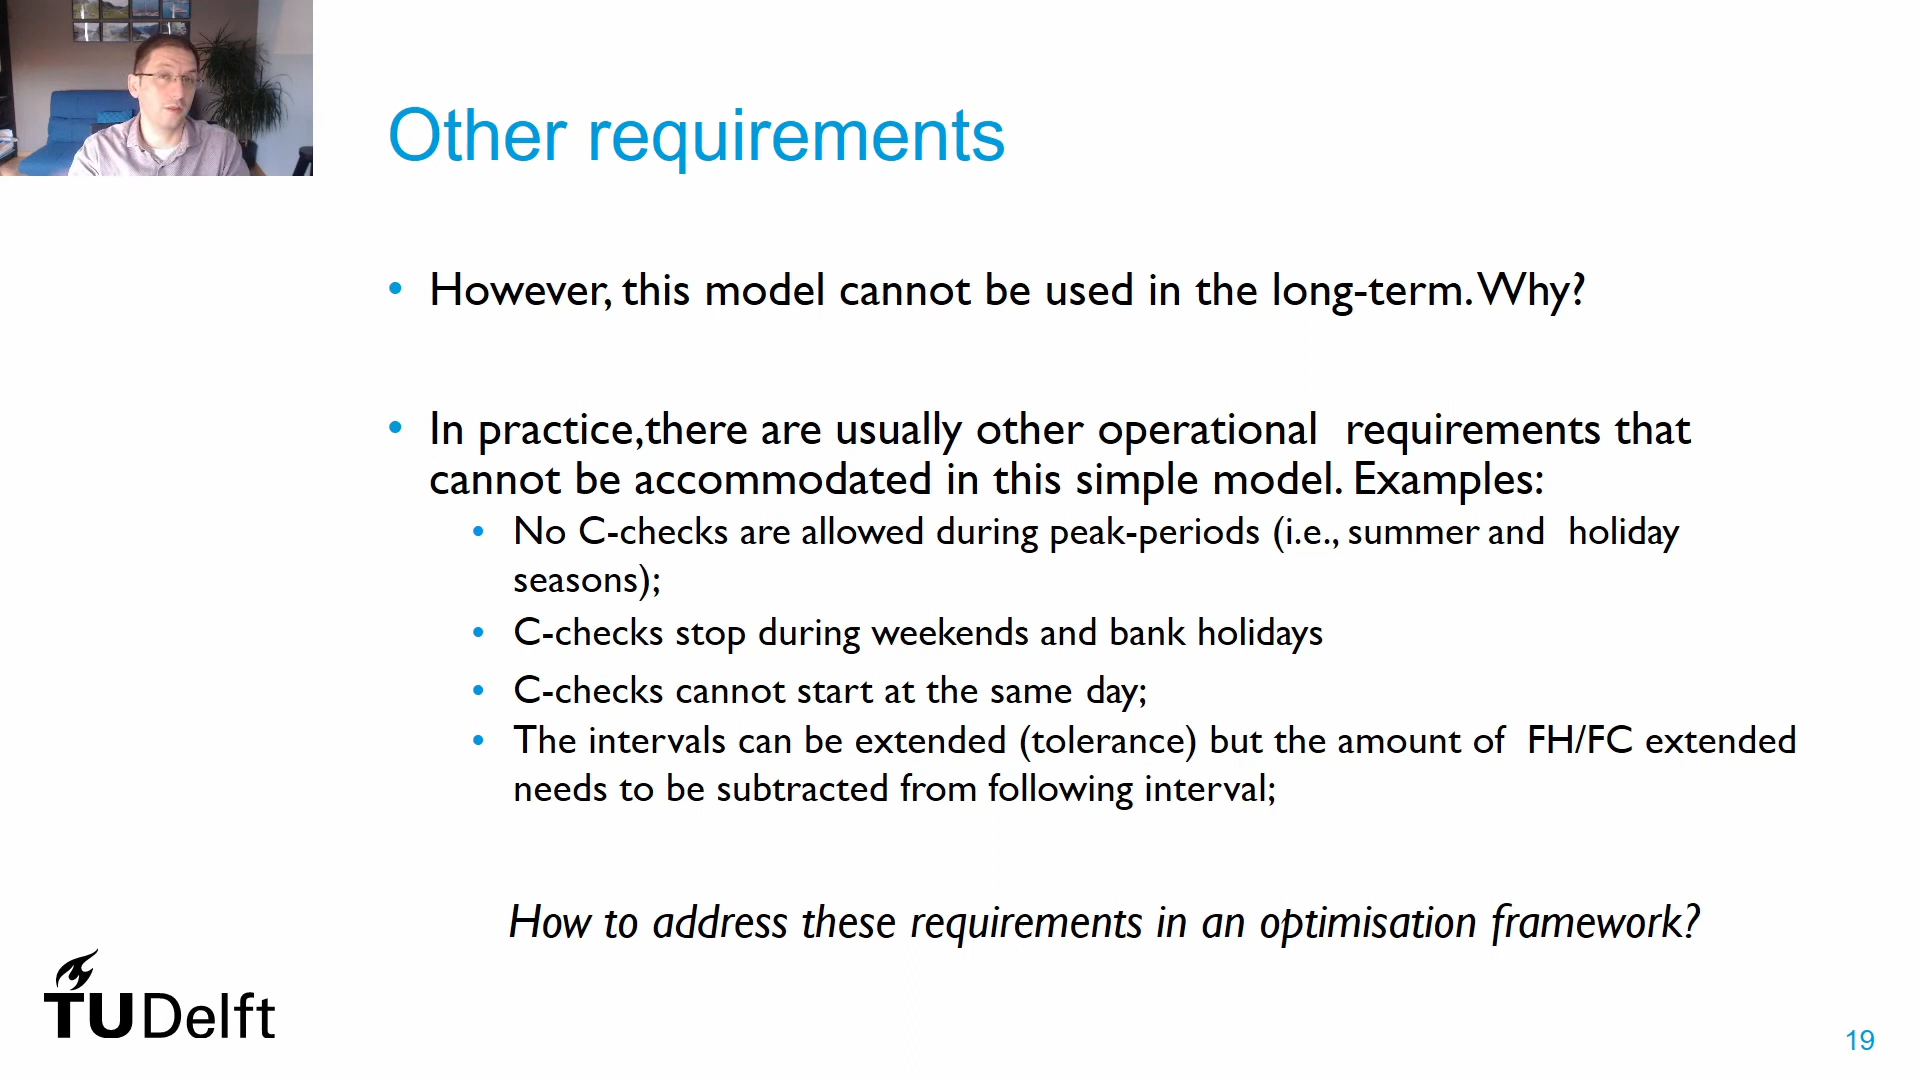 Other requirements
• However, this model cannot be used in the long-term. Why?
• In practice,there are usually other operational requirements that
cannot be accommodated in this simple model. Examples:
• No C-checks are allowed during peak-periods (i.e., summer and holiday
seasons);
• C-checks stop during weekends and bank holidays
• C-checks cannot start at the same day;
• The intervals can be extended (tolerance) but the amount of FH/FC extended
needs to be subtracted from following interval;
How to address these requirements in an optimisation framework?
TU Delft
19